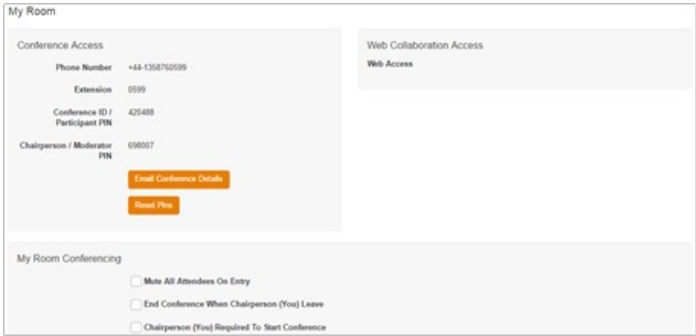 My Room
Conference Access
Phone Number +44-1358760599
Extension 0599
Conference ID /
Participant PIN 420488
Chairperson / Moderator
PIN 698007
Email Conference Details
Reset Pins
Web Collaboration Access
Web Access
My Room Conferencing
Mute All Attendees On Entry
End Conference When Chairperson (You) Leave
Chairperson (You) Required To Start Conference